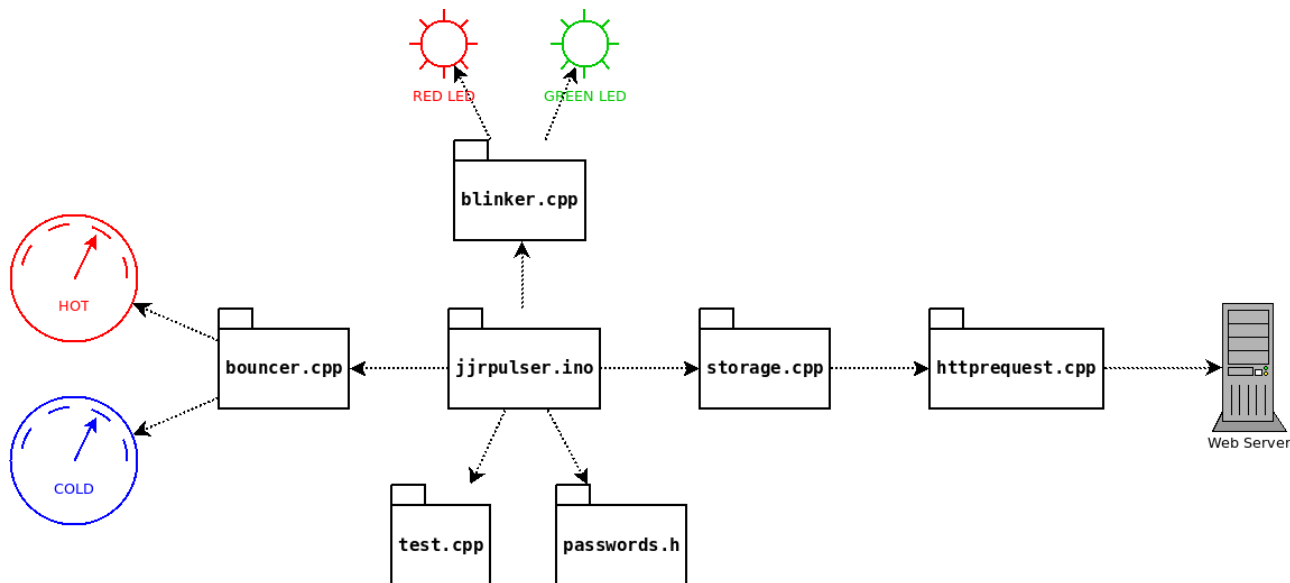 RED LED
GREEN LED
blinker.cpp
HOT
bouncer.cpp
jjrpulser.ino
storage.cpp
httprequest.cpp
Web Server
COLD
test.cpp
passwords.h